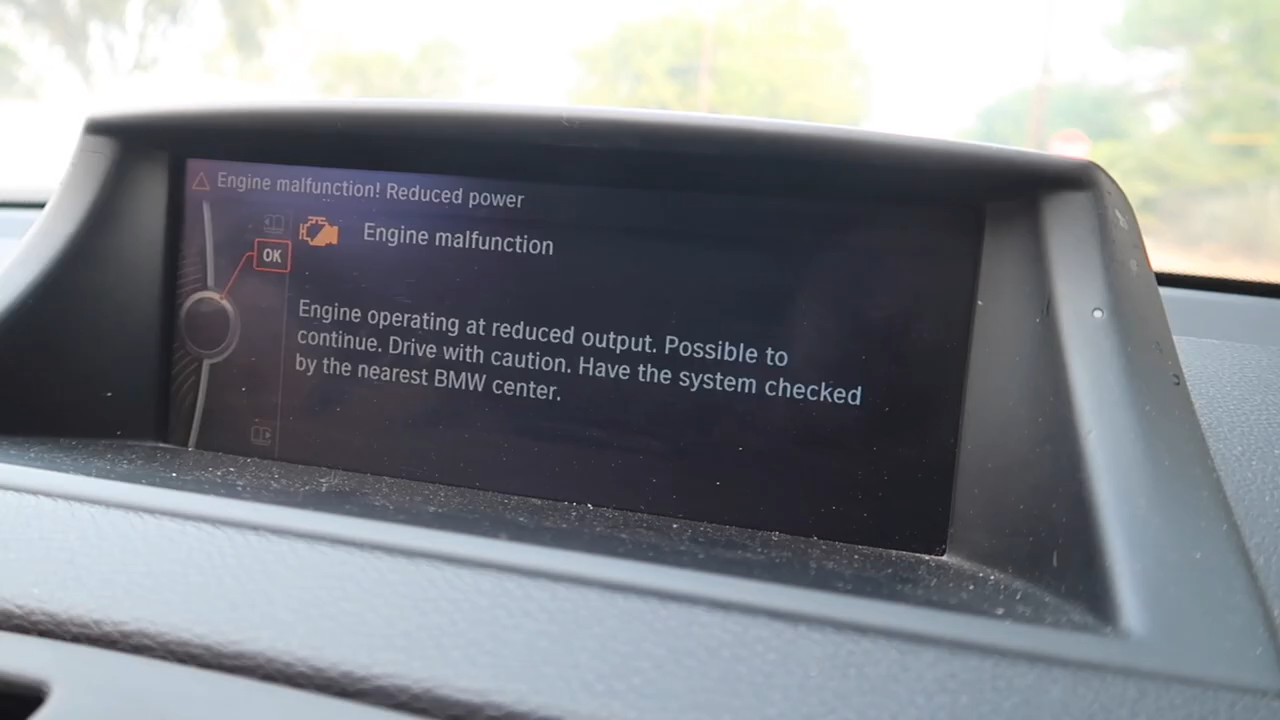 Engine malfunction! Reduced power
OK
Engine malfunction
Engine operating at reduced output. Possible to
continue. Drive with caution. Have the system checked
by the nearest BMW center.